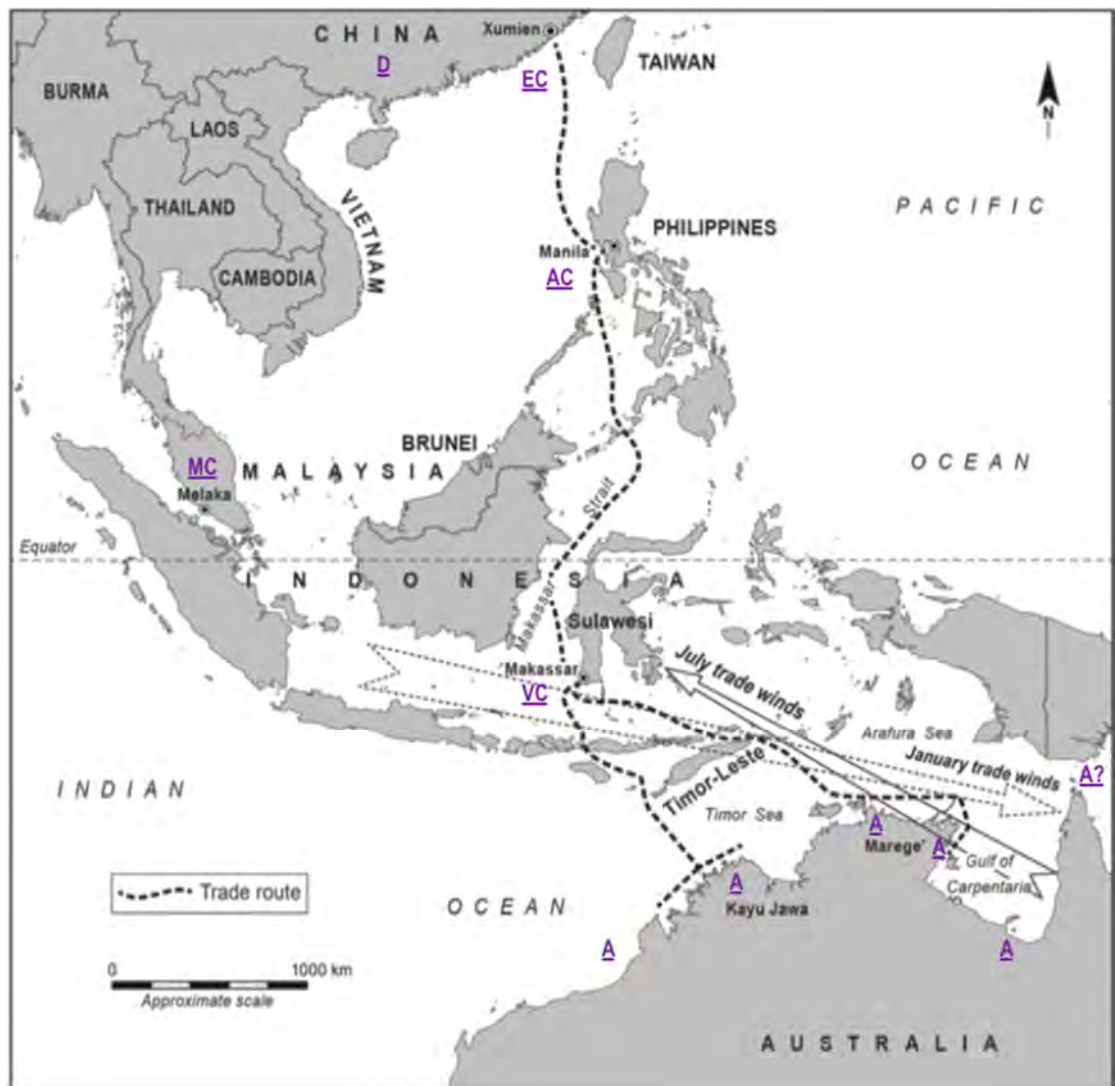 CHINA
Xumien
D
EC
TAIWAN
BURMA
LAOS
N
THAILAND
VIETNAM
PACIFIC
PHILIPPINES
Manila
CAMBODIA
AC
BRUNEI
MC
MALAYSIA
Melaka
OCEAN
Equator
INDONESIA
Makassar Strait
Sulawesi
Makassar
VC
July trade winds
Arafura Sea
January trade winds
A?
Timor-Leste
INDIAN
Timor Sea
A
Marege'
A
Gulf of
Carpentaria
A
Kayu Jawa
Trade route
OCEAN
A
A
0 1000 km
Approximate scale
AUSTRALIA